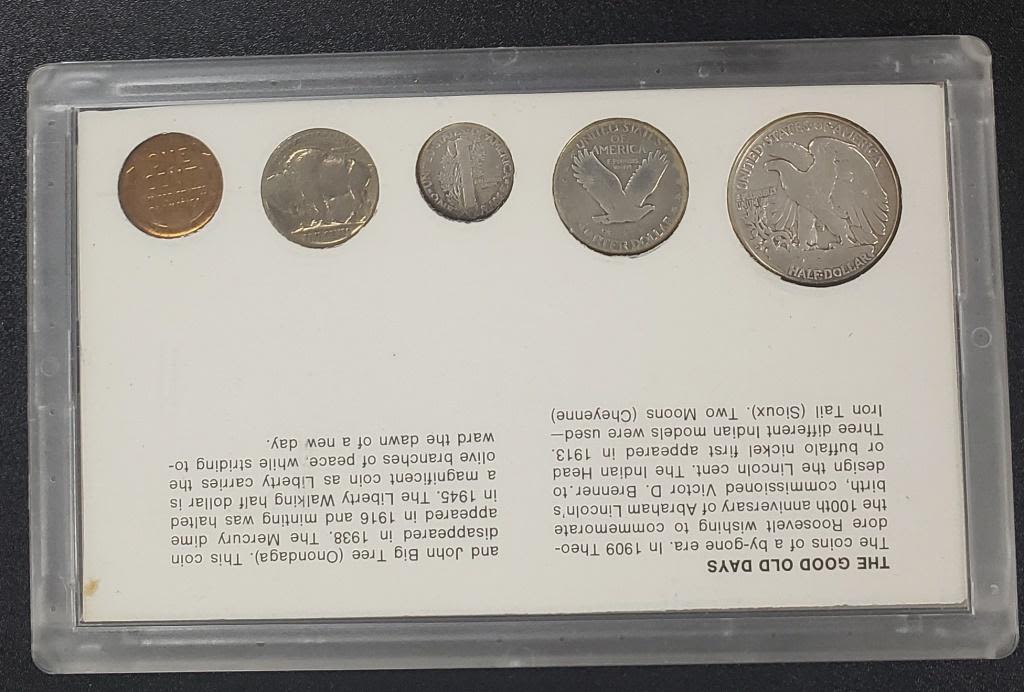 THE GOOD OLD DAYS
The coins of a by-gone era. In 1909 Theo-
dore Roosevelt wishing to commemorate
the 100th anniversary of Abraham Lincoln's
birth, commissioned Victor D. Brenner to
design the Lincoln cent. The Indian Head
or buffalo nickel first appeared in 1913.
Three different Indian models were used—
Iron Tail (Sioux). Two Moons (Cheyenne)
and John Big Tree (Onondaga). This coin
disappeared in 1938. The Mercury dime
appeared in 1916 and minting was halted
in 1945. The Liberty Walking half dollar is
a magnificent coin as Liberty carries the
olive branches of peace, while striding to-
ward the dawn of a new day.
ONE
UNITED STATES
OF
AMERICA
UNITED STATES OF AMERICA
HALF DOLLAR